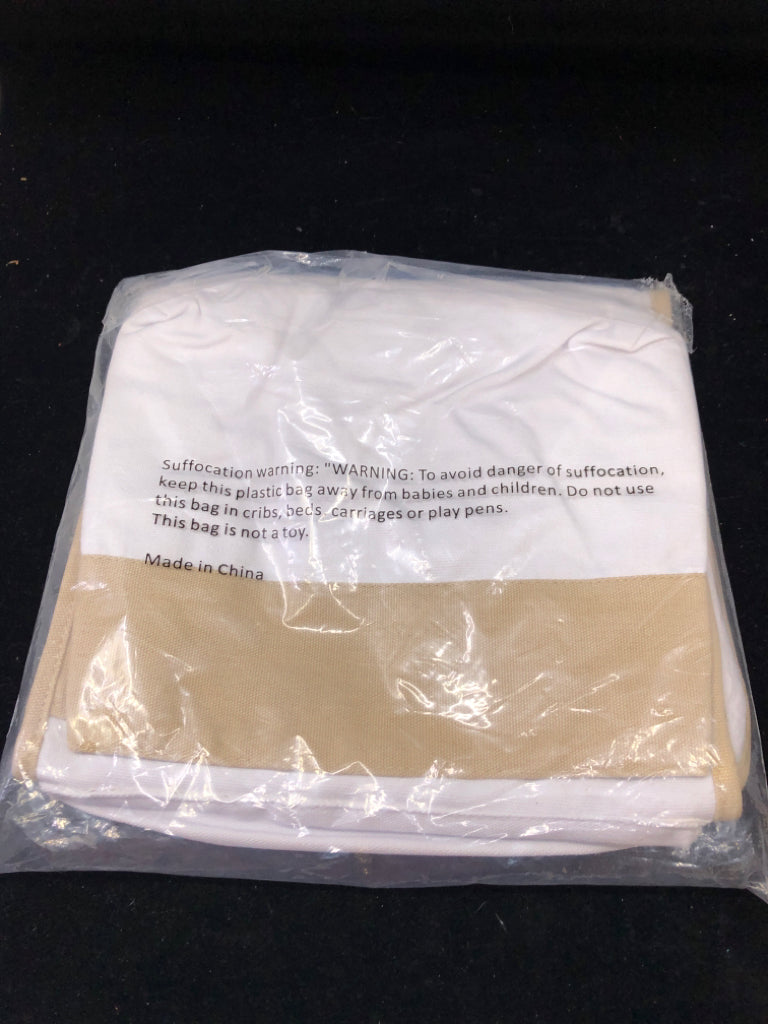 Suffocation warning: "WARNING: To avoid danger of suffocation,
keep this plastic bag away from babies and children. Do not use
this bag in cribs, beds, carriages or play pens.
This bag is not a toy.
Made in China